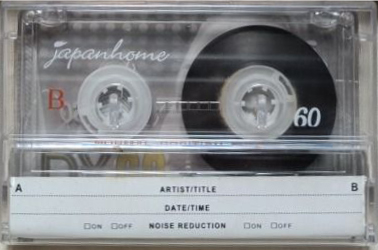 japanhome
B
60
A ARTIST/TITLE B
DATE/TIME
□ON □OFF NOISE REDUCTION □ON □OFF